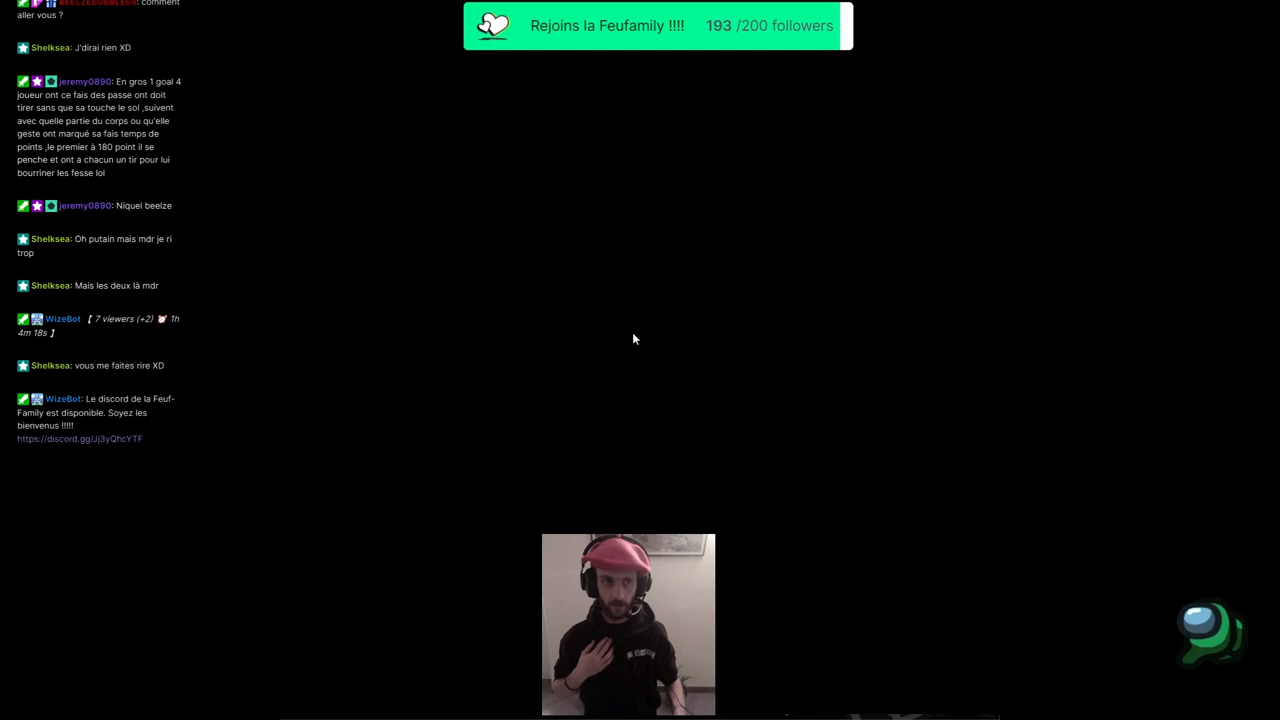 BEELZEBUBBLE69: comment
aller vous ?
Shelksea: J'dirai rien XD
jeremy0890: En gros 1 goal 4
joueur ont ce fais des passe ont doit
tirer sans que sa touche le sol ,suivent
avec quelle partie du corps ou qu'elle
geste ont marqué sa fais temps de
points ,le premier à 180 point il se
penche et ont a chacun un tir pour lui
bourriner les fesse lol
jeremy0890: Niquel beelze
Shelksea: Oh putain mais mdr je ri
trop
Shelksea: Mais les deux là mdr
WizeBot 【 7 viewers (+2) ⏰ 1h
4m 18s 】
Shelksea: vous me faites rire XD
WizeBot: Le discord de la Feuf-
Family est disponible. Soyez les
bienvenus !!!!!
https://discord.gg/Jj3yQhcYTF
Rejoins la Feufamily !!!! 193 /200 followers